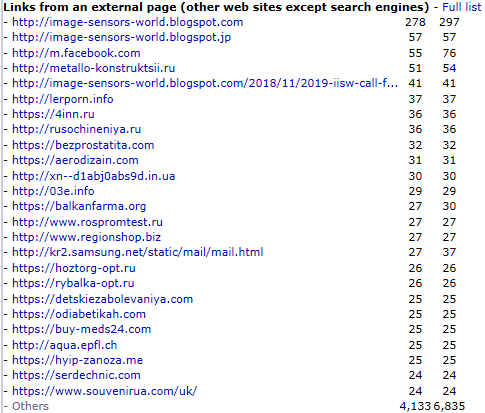 Links from an external page (other web sites except search engines) - Full list
- http://image-sensors-world.blogspot.com 278 297
- http://image-sensors-world.blogspot.jp 57 57
- http://m.facebook.com 55 76
- http://metallo-konstruktsii.ru 51 54
- http://image-sensors-world.blogspot.com/2018/11/2019-iisw-call-f... 41 41
- http://lerporn.info 37 37
- https://4inn.ru 36 36
- http://rusochineniya.ru 36 36
- https://bezprostatita.com 32 32
- https://aerodizain.com 31 31
- http://xn--d1abj0abs9d.in.ua 30 30
- http://03e.info 29 29
- https://balkanfarma.org 27 30
- http://www.rospromtest.ru 27 27
- http://www.regionshop.biz 27 27
- http://kr2.samsung.net/static/mail/mail.html 27 37
- https://hoztorg-opt.ru 26 26
- https://rybalka-opt.ru 26 26
- https://detskiezabolevaniya.com 25 25
- https://odiabetikah.com 25 25
- https://buy-meds24.com 25 25
- http://aqua.epfl.ch 25 25
- https://hyip-zanoza.me 25 25
- https://serdechnic.com 24 24
- https://www.souvenirua.com/uk/ 24 24
- Others 4,133 6,835